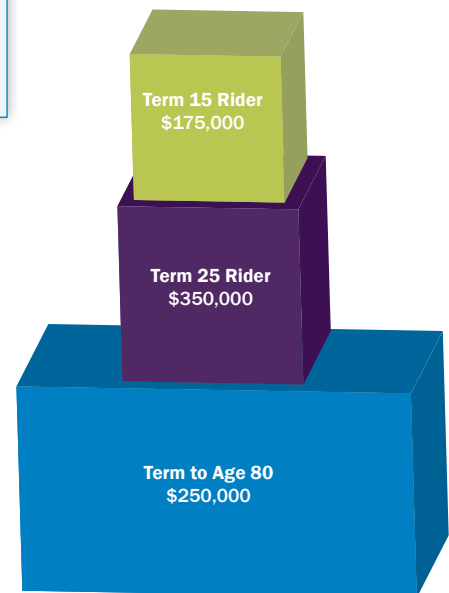 Term 15 Rider
$175,000
Term 25 Rider
$350,000
Term to Age 80
$250,000